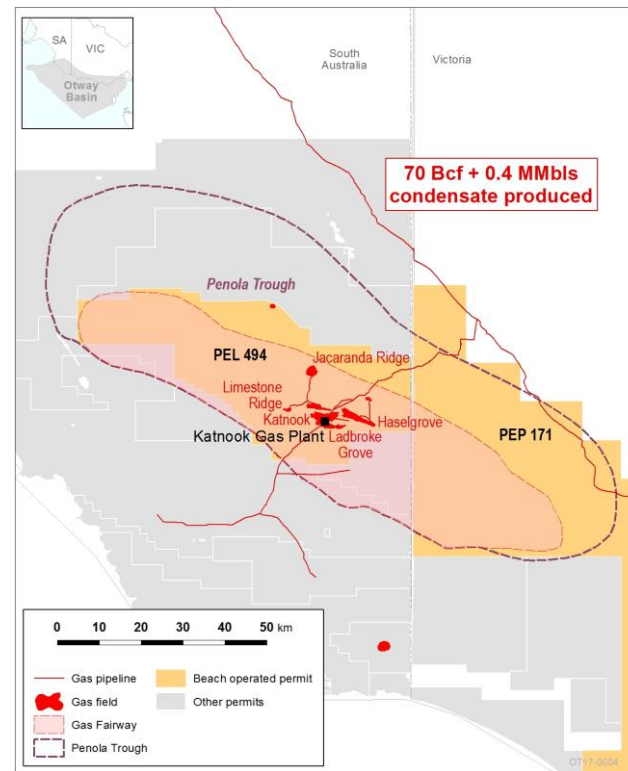 SA
VIC
Otway
Basin
South
Australia
Victoria
70 Bcf + 0.4 MMbls
condensate produced
Penola Trough
PEL 494
Jacaranda Ridge
Limestone
Ridge
Katnook
Haselgrove
Katnook Gas Plant
Ladbroke
Grove
PEP 171
0 10 20 30 40 50 km
Gas pipeline
Beach operated permit
Gas field
Other permits
Gas Fairway
Penola Trough
OT17-0004